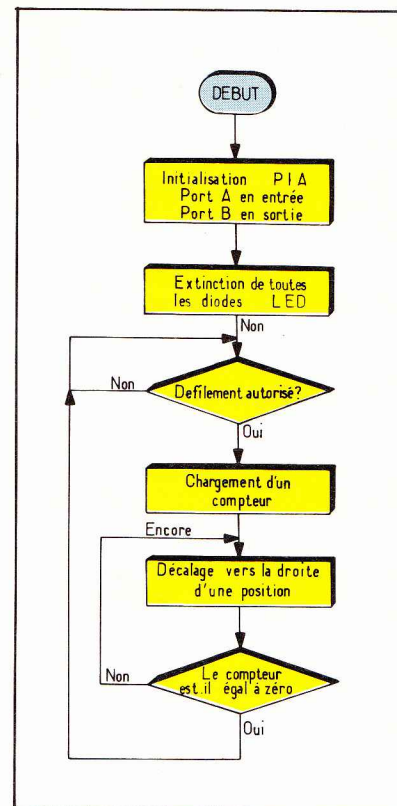 DEBUT
Initialisation PIA
Port A en entrée
Port B en sortie
Extinction de toutes
les diodes LED
Non
Non
Defilement autorisé?
Oui
Chargement d'un
compteur
Encore
Décalage vers la droite
d'une position
Non
Le compteur
est.il égal à zéro
Oui